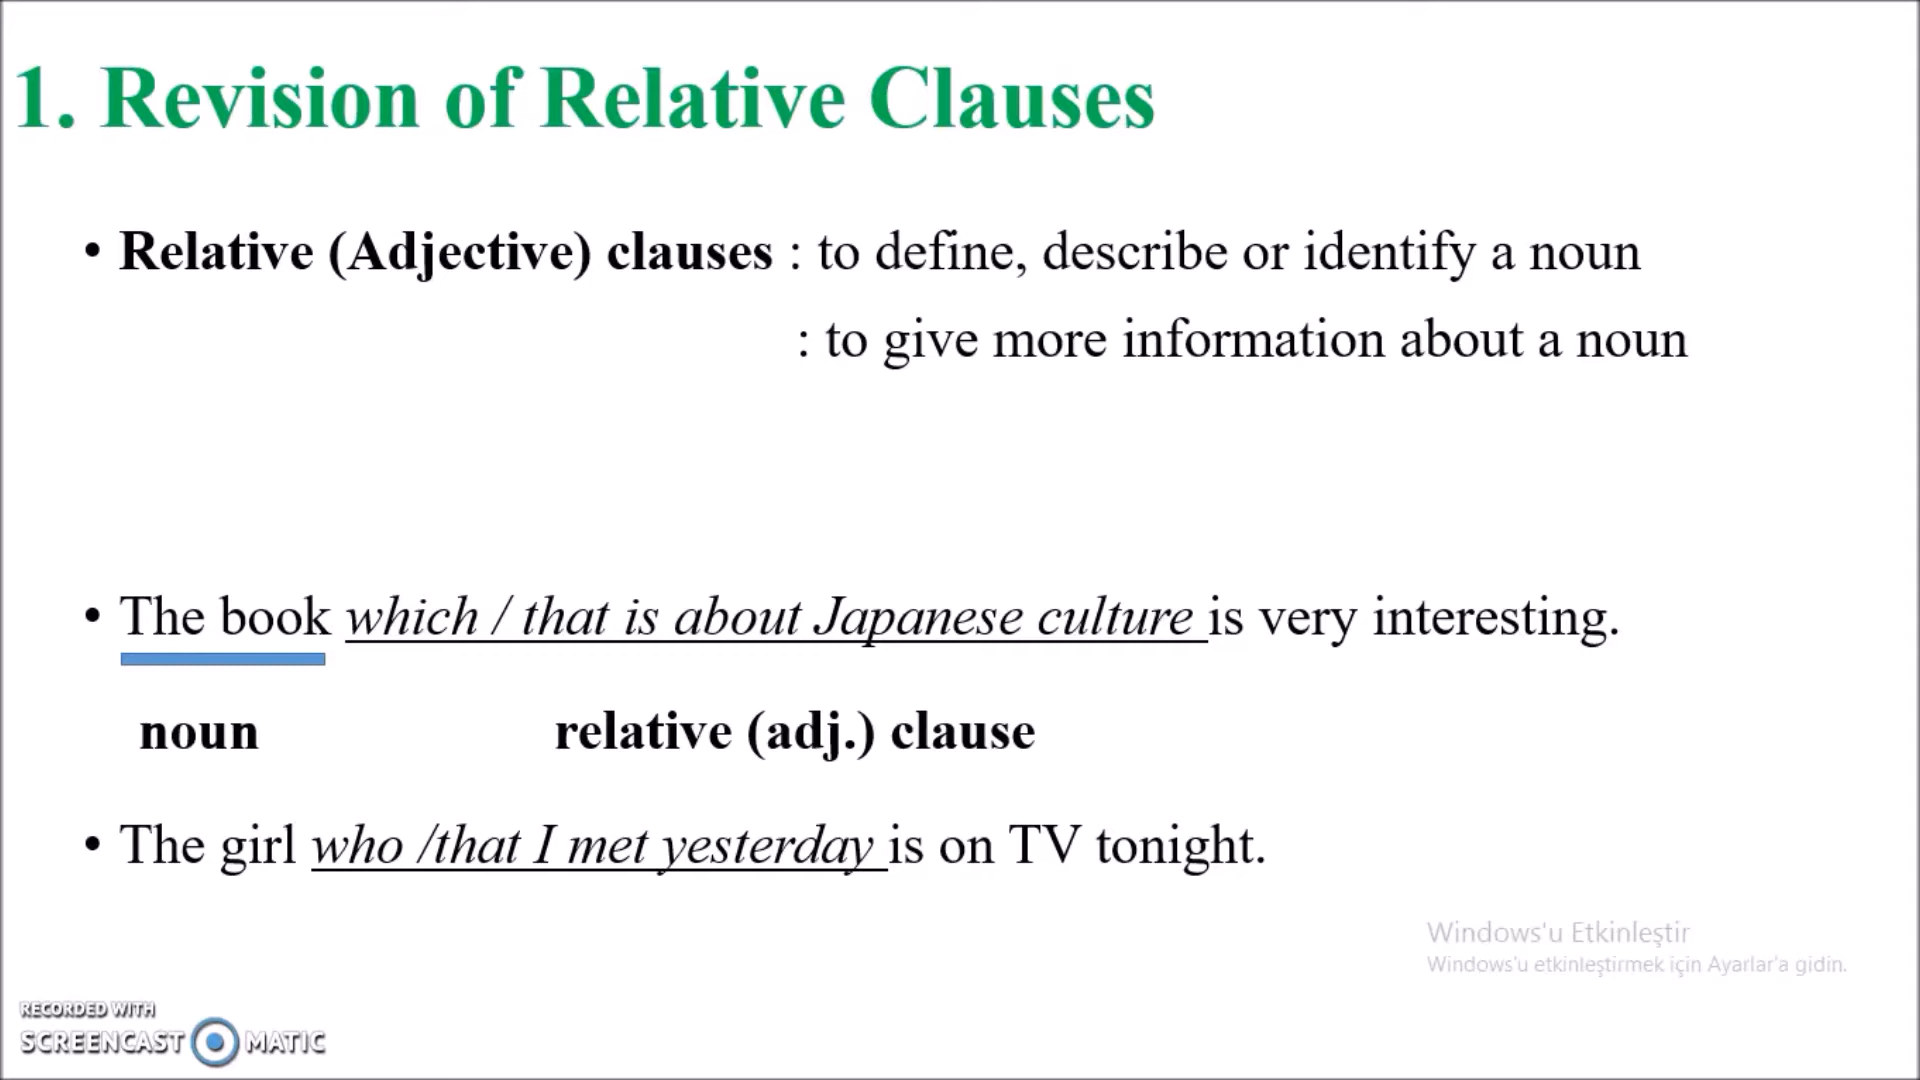 1. Revision of Relative Clauses
• Relative (Adjective) clauses : to define, describe or identify a noun
: to give more information about a noun
• The book which / that is about Japanese culture is very interesting.
noun relative (adj.) clause
• The girl who /that I met yesterday is on TV tonight.
Windows'u Etkinleştir
Windows'u etkinleştirmek için Ayarlar'a gidin.
RECORDED WITH
SCREENCAST MATIC